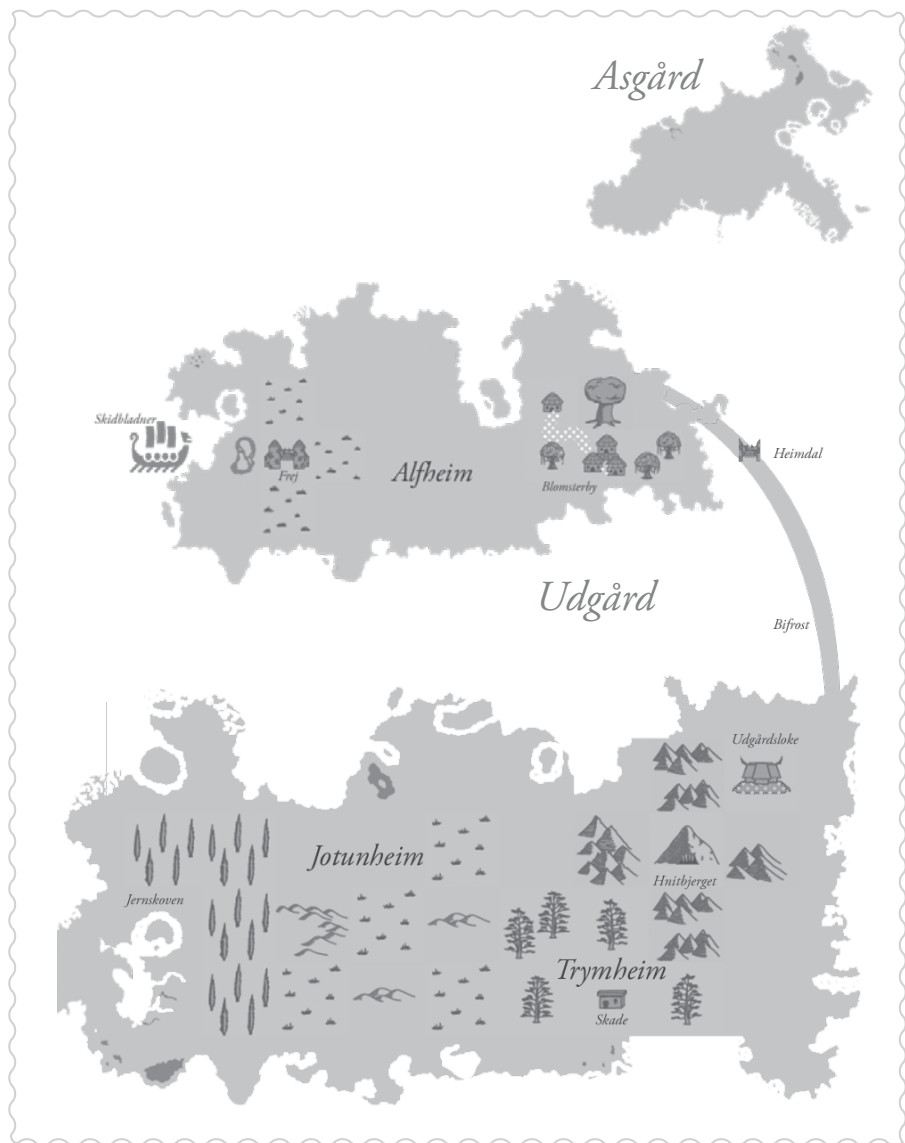 Asgård
Skidbladner
Frej
Alfheim
Blomsterby
Heimdal
Udgård
Bifrost
Udgårdsloke
Jotunheim
Hnitbjerget
Jernskoven
Trymheim
Skade